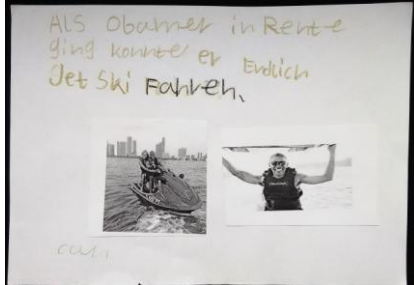 ALS Obamer in Rente
ging konnte er Endlich
Jet Ski Fahren.